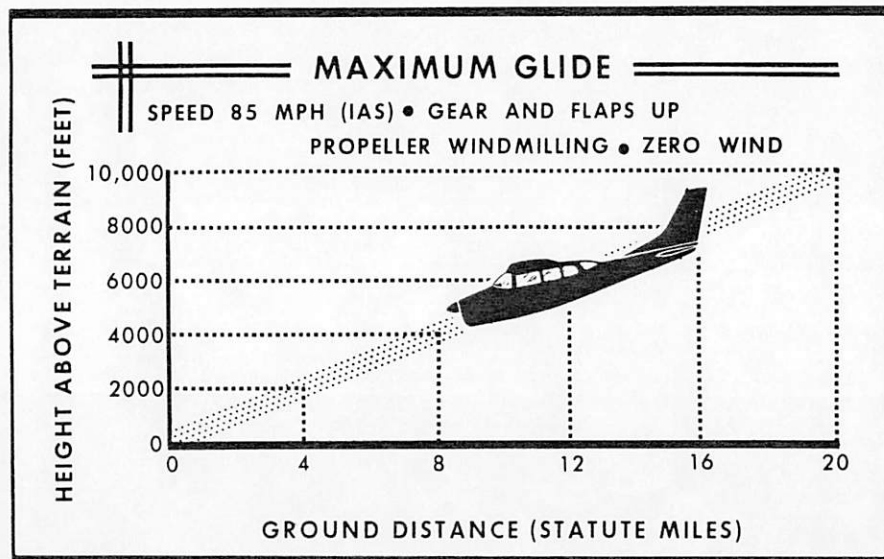 MAXIMUM GLIDE
SPEED 85 MPH (IAS) • GEAR AND FLAPS UP
PROPELLER WINDMILLING • ZERO WIND
HEIGHT ABOVE TERRAIN (FEET)
10,000
8000
6000
4000
2000
0
0 4 8 12 16 20
GROUND DISTANCE (STATUTE MILES)